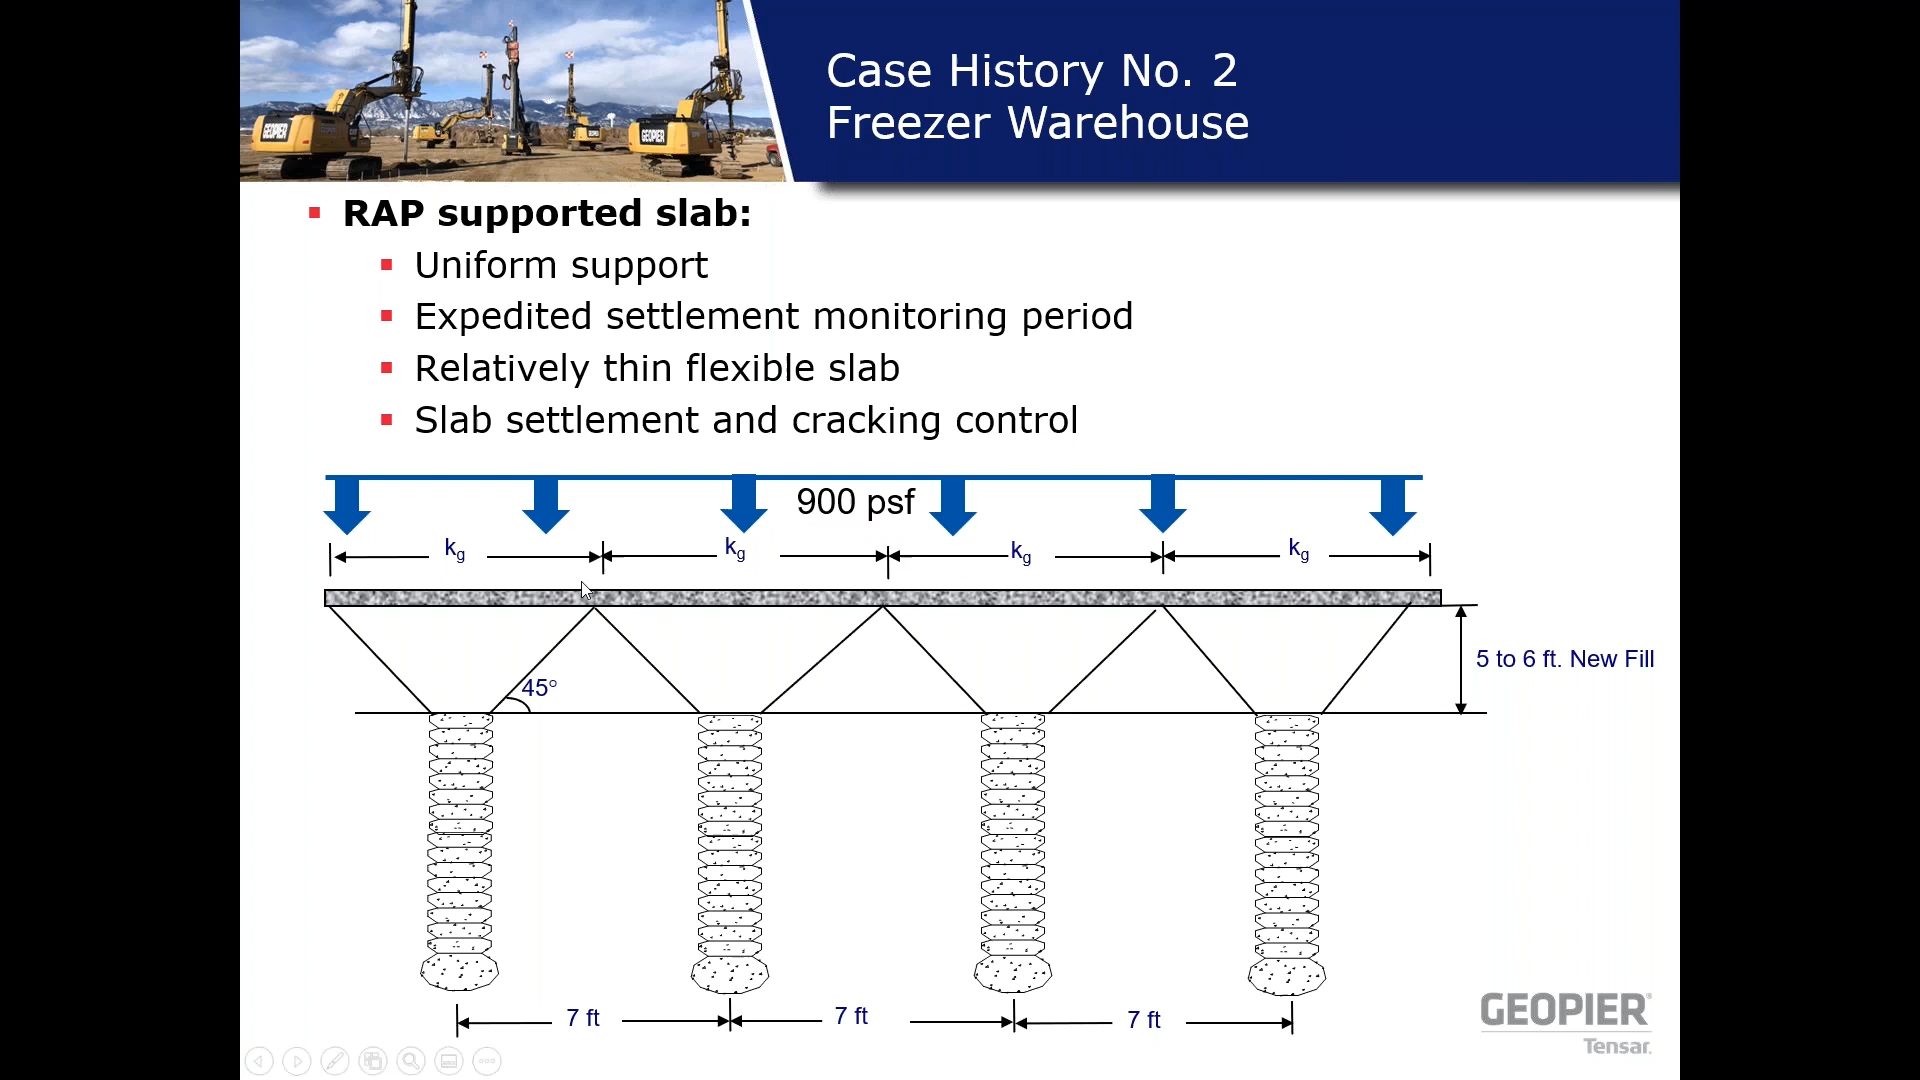 Case History No. 2
Freezer Warehouse
GEOPIER
GEOPIER
RAP supported slab:
Uniform support
Expedited settlement monitoring period
Relatively thin flexible slab
Slab settlement and cracking control
900 psf
kg
kg
kg
kg
5 to 6 ft. New Fill
45°
7 ft
7 ft
7 ft
GEOPIER®
Tensar.